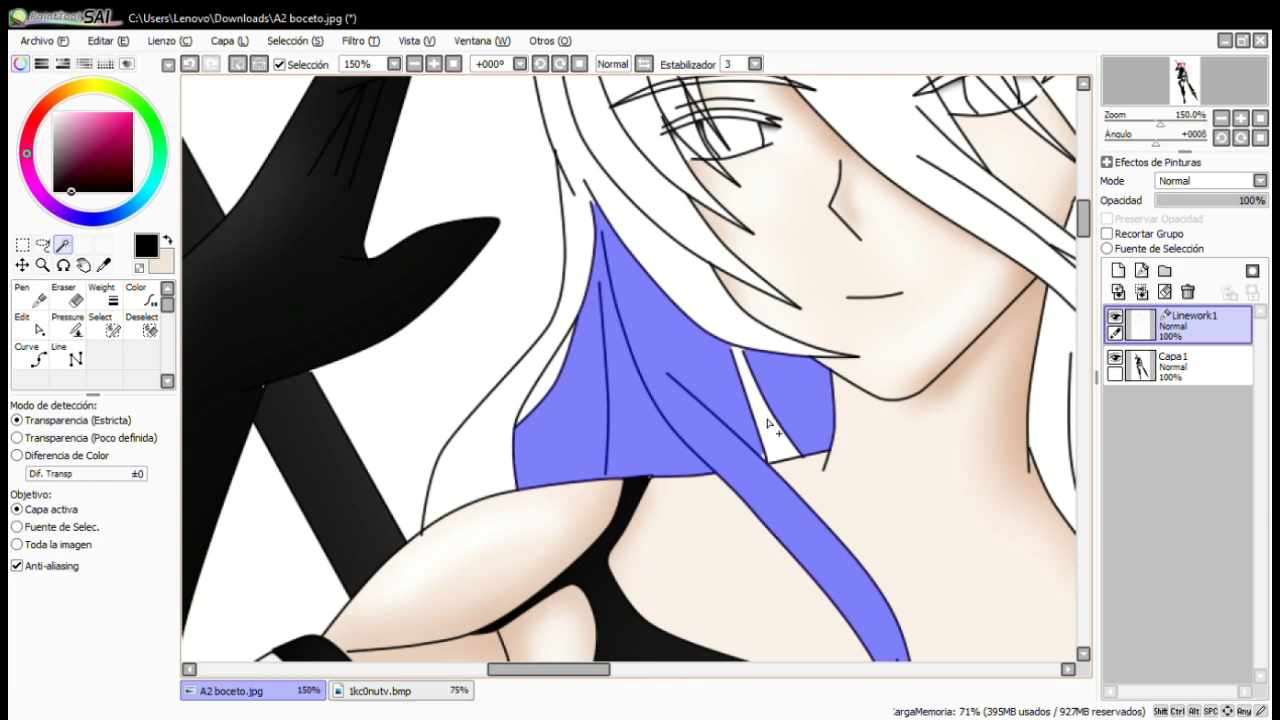 PaintTool SAI C:\Users\Lenovo\Downloads\A2 boceto.jpg (*)
Archivo (F) Editar (E) Lienzo (C) Capa (L) Selección (S) Filtro (T) Vista (V) Ventana (W) Otros (O)
Selección 150% +000º Normal Estabilizador 3
Zoom 150.0%
Ángulo +000º
Efectos de Pinturas
Modo Normal
Opacidad 100%
Preservar Opacidad
Recortar Grupo
Fuente de Selección
Pen Eraser Weight Color
Edit Pressure Select Deselect
Curve Line
Linework1
Normal
100%
Capa1
Normal
100%
Modo de detección:
Transparencia (Estricta)
Transparencia (Poco definida)
Diferencia de Color
Dif. Transp ±0
Objetivo:
Capa activa
Fuente de Selec.
Toda la imagen
Anti-aliasing
A2 boceto.jpg 150% 1kc0nutv.bmp 75%
argaMemoria: 71% (395MB usados / 927MB reservados) Shift Ctrl Alt SPC Any